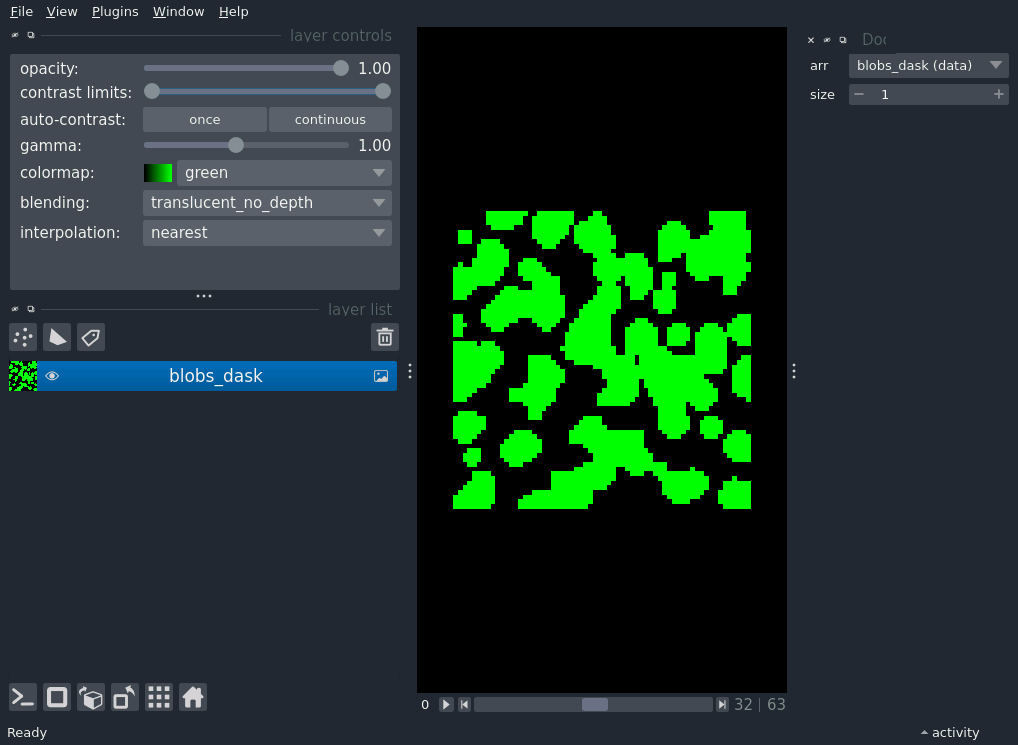 File View Plugins Window Help
layer controls
opacity: 1.00
contrast limits:
auto-contrast: once continuous
gamma: 1.00
colormap: green
blending: translucent_no_depth
interpolation: nearest
layer list
blobs_dask
0 32 | 63
Ready
arr blobs_dask (data)
size 1
activity